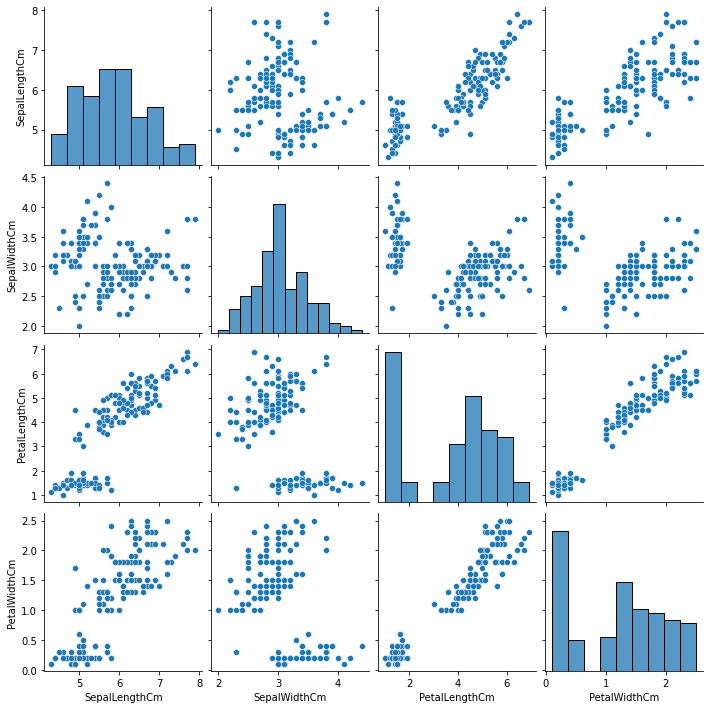 8
7
6
5
SepalLengthCm
4.5
4.0
3.5
3.0
2.5
2.0
SepalWidthCm
7
6
5
4
3
2
1
PetalLengthCm
2.5
2.0
1.5
1.0
0.5
0.0
PetalWidthCm
5 6 7 8
2 3 4
2 4 6
0 1 2
SepalLengthCm SepalWidthCm PetalLengthCm PetalWidthCm